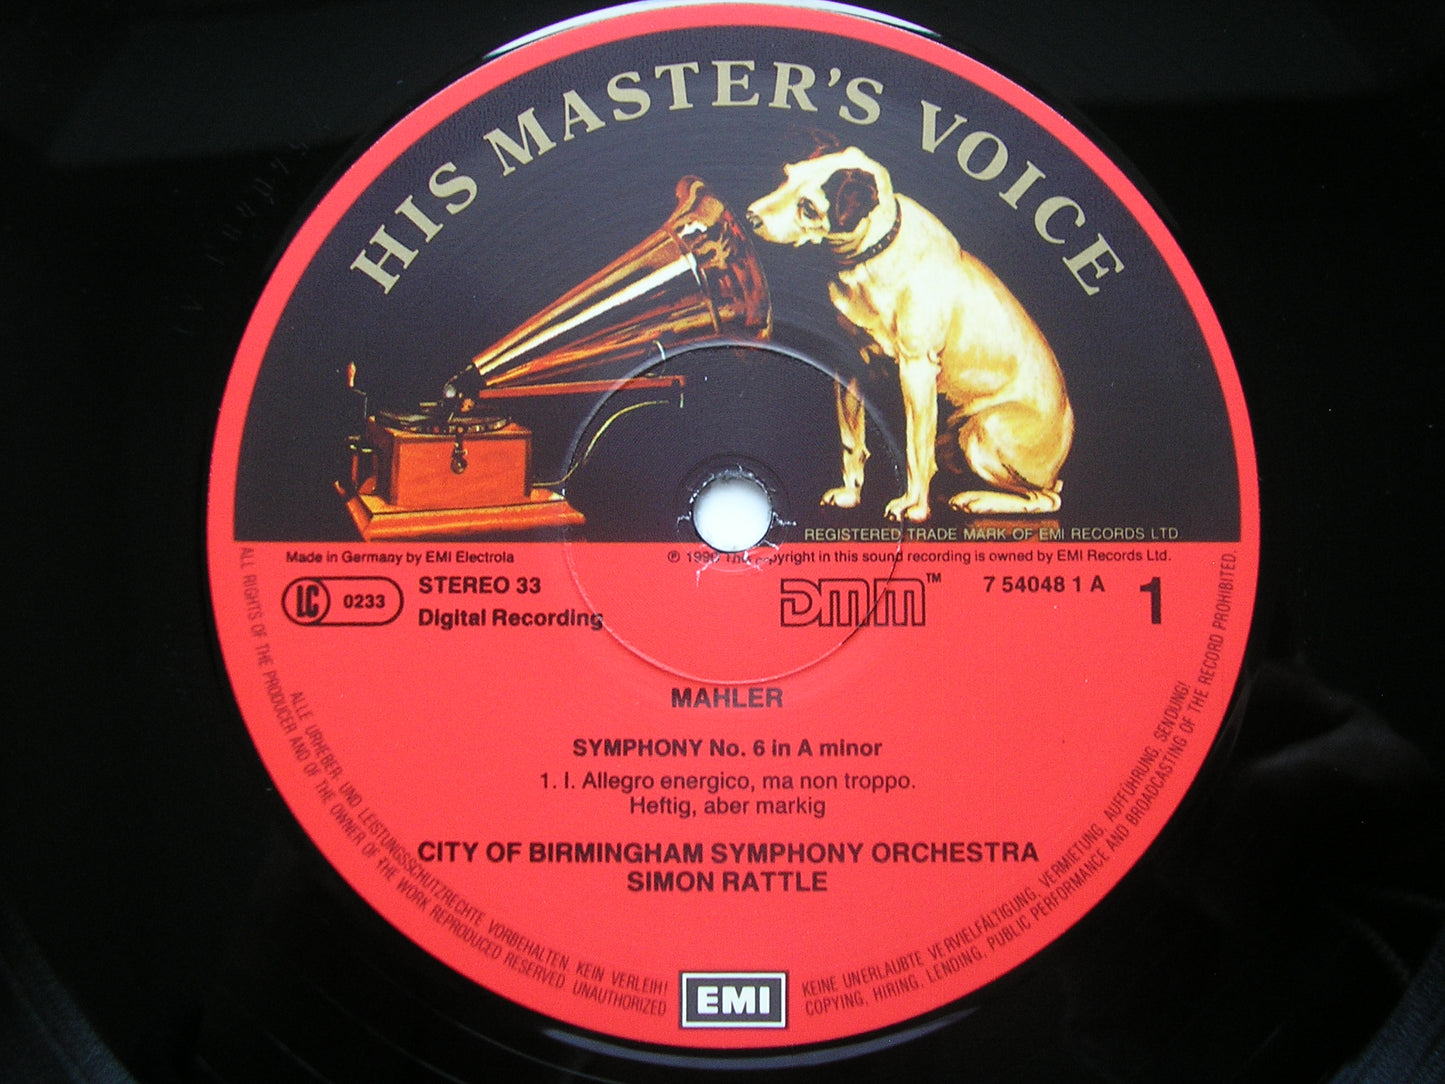 HIS MASTER'S VOICE
REGISTERED TRADE MARK OF EMI RECORDS LTD
Made in Germany by EMI Electrola
℗ 1990 The copyright in this sound recording is owned by EMI Records Ltd.
LC 0233
STEREO 33
Digital Recording
DMM™
7 54048 1 A
1
MAHLER
SYMPHONY No. 6 in A minor
1. I. Allegro energico, ma non troppo.
Heftig, aber markig
CITY OF BIRMINGHAM SYMPHONY ORCHESTRA
SIMON RATTLE
EMI
ALLE URHEBER- UND LEISTUNGSSCHUTZRECHTE VORBEHALTEN. KEIN VERLEIH! KEINE UNERLAUBTE VERVIELFÄLTIGUNG, VERMIETUNG, AUFFÜHRUNG, SENDUNG!
ALL RIGHTS OF THE PRODUCER AND OF THE OWNER OF THE WORK REPRODUCED RESERVED UNAUTHORIZED COPYING, HIRING, LENDING, PUBLIC PERFORMANCE AND BROADCASTING OF THE RECORD PROHIBITED.